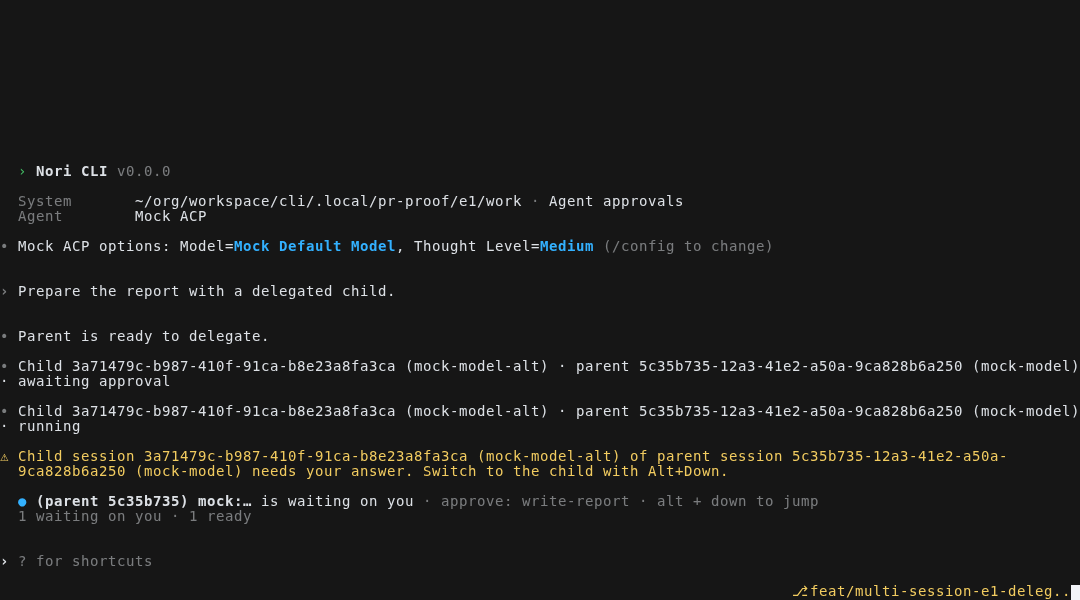 › Nori CLI v0.0.0
System ~/org/workspace/cli/.local/pr-proof/e1/work · Agent approvals
Agent Mock ACP
• Mock ACP options: Model=Mock Default Model, Thought Level=Medium (/config to change)
› Prepare the report with a delegated child.
• Parent is ready to delegate.
• Child 3a71479c-b987-410f-91ca-b8e23a8fa3ca (mock-model-alt) · parent 5c35b735-12a3-41e2-a50a-9ca828b6a250 (mock-model)
· awaiting approval
• Child 3a71479c-b987-410f-91ca-b8e23a8fa3ca (mock-model-alt) · parent 5c35b735-12a3-41e2-a50a-9ca828b6a250 (mock-model)
· running
⚠ Child session 3a71479c-b987-410f-91ca-b8e23a8fa3ca (mock-model-alt) of parent session 5c35b735-12a3-41e2-a50a-
9ca828b6a250 (mock-model) needs your answer. Switch to the child with Alt+Down.
● (parent 5c35b735) mock:… is waiting on you · approve: write-report · alt + down to jump
1 waiting on you · 1 ready
› ? for shortcuts
⎇feat/multi-session-e1-deleg..